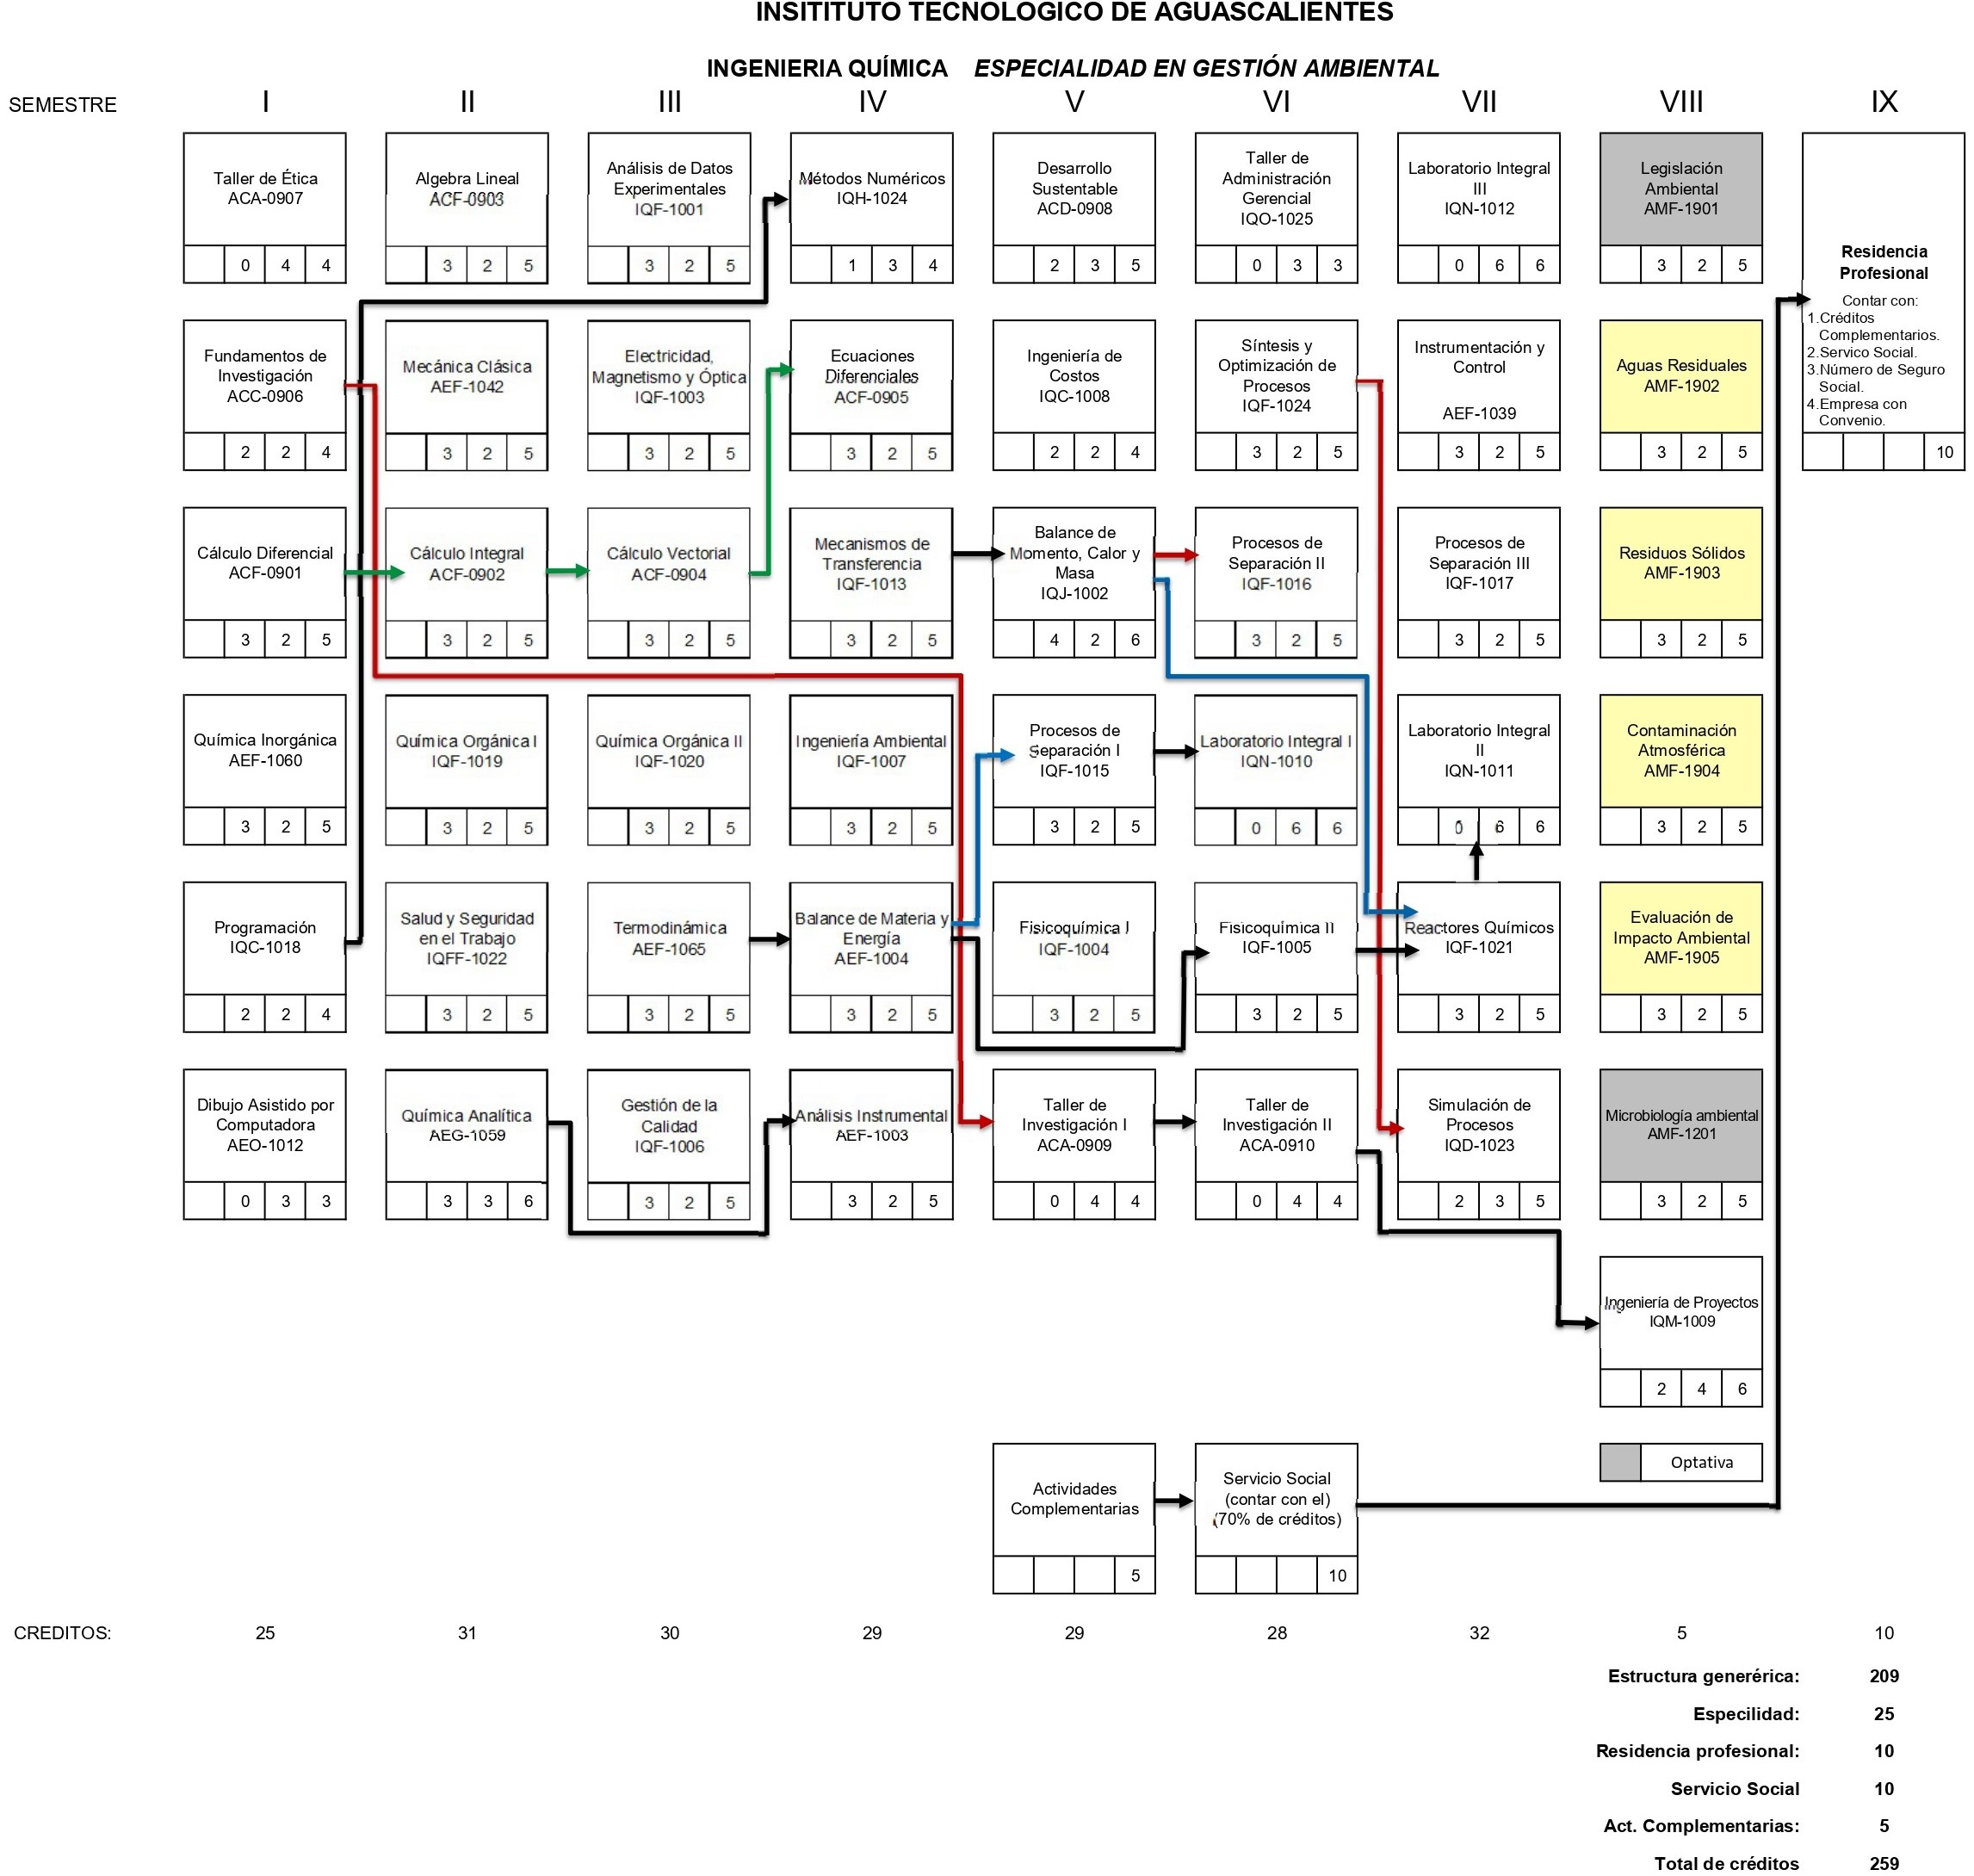 INSITITUTO TECNOLOGICO DE AGUASCALIENTES
INGENIERIA QUÍMICA ESPECIALIDAD EN GESTIÓN AMBIENTAL
SEMESTRE I II III IV V VI VII VIII IX
Taller de Ética
ACA-0907
0 4 4
Algebra Lineal
ACF-0903
3 2 5
Análisis de Datos
Experimentales
IQF-1001
3 2 5
Métodos Numéricos
IQH-1024
1 3 4
Desarrollo
Sustentable
ACD-0908
2 3 5
Taller de
Administración
Gerencial
IQO-1025
0 3 3
Laboratorio Integral
III
IQN-1012
0 6 6
Legislación
Ambiental
AMF-1901
3 2 5
Residencia
Profesional
Contar con:
1.Créditos
Complementarios.
2.Servico Social.
3.Número de Seguro
Social.
4.Empresa con
Convenio.
10
Fundamentos de
Investigación
ACC-0906
2 2 4
Mecánica Clásica
AEF-1042
3 2 5
Electricidad,
Magnetismo y Óptica
IQF-1003
3 2 5
Ecuaciones
Diferenciales
ACF-0905
3 2 5
Ingeniería de
Costos
IQC-1008
2 2 4
Síntesis y
Optimización de
Procesos
IQF-1024
3 2 5
Instrumentación y
Control
AEF-1039
3 2 5
Aguas Residuales
AMF-1902
3 2 5
Cálculo Diferencial
ACF-0901
3 2 5
Cálculo Integral
ACF-0902
3 2 5
Cálculo Vectorial
ACF-0904
3 2 5
Mecanismos de
Transferencia
IQF-1013
3 2 5
Balance de
Momento, Calor y
Masa
IQJ-1002
4 2 6
Procesos de
Separación II
IQF-1016
3 2 5
Procesos de
Separación III
IQF-1017
3 2 5
Residuos Sólidos
AMF-1903
3 2 5
Química Inorgánica
AEF-1060
3 2 5
Química Orgánica I
IQF-1019
3 2 5
Química Orgánica II
IQF-1020
3 2 5
Ingeniería Ambiental
IQF-1007
3 2 5
Procesos de
Separación I
IQF-1015
3 2 5
Laboratorio Integral I
IQN-1010
0 6 6
Laboratorio Integral
II
IQN-1011
0 6 6
Contaminación
Atmosférica
AMF-1904
3 2 5
Programación
IQC-1018
2 2 4
Salud y Seguridad
en el Trabajo
IQFF-1022
3 2 5
Termodinámica
AEF-1065
3 2 5
Balance de Materia y
Energía
AEF-1004
3 2 5
Fisicoquímica I
IQF-1004
3 2 5
Fisicoquímica II
IQF-1005
3 2 5
Reactores Químicos
IQF-1021
3 2 5
Evaluación de
Impacto Ambiental
AMF-1905
3 2 5
Dibujo Asistido por
Computadora
AEO-1012
0 3 3
Química Analítica
AEG-1059
3 3 6
Gestión de la
Calidad
IQF-1006
3 2 5
Análisis Instrumental
AEF-1003
3 2 5
Taller de
Investigación I
ACA-0909
0 4 4
Taller de
Investigación II
ACA-0910
0 4 4
Simulación de
Procesos
IQD-1023
2 3 5
Microbiología ambiental
AMF-1201
3 2 5
Ingeniería de Proyectos
IQM-1009
2 4 6
Optativa
Actividades
Complementarias
5
Servicio Social
(contar con el)
(70% de créditos)
10
CREDITOS: 25 31 30 29 29 28 32 5 10
Estructura generérica: 209
Especilidad: 25
Residencia profesional: 10
Servicio Social 10
Act. Complementarias: 5
Total de créditos 259